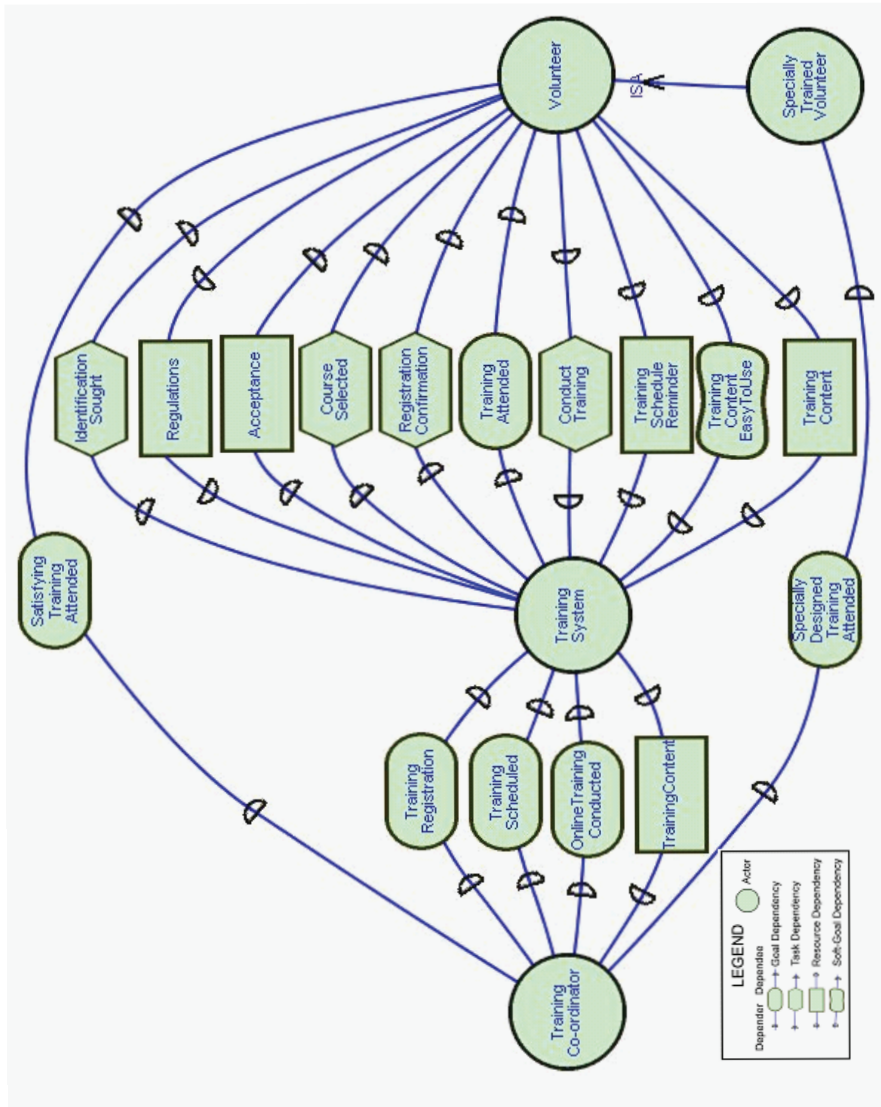 Volunteer
ISA
Specially
Trained
Volunteer
Identification
Sought
Regulations
Acceptance
Course
Selected
Registration
Confirmation
Training
Attended
Conduct
Training
Training
Schedule
Reminder
Training
Content
EasyToUse
Training
Content
Satisfying
Training
Attended
Training
System
Specially
Designed
Training
Attended
Training
Registration
Training
Scheduled
OnlineTraining
Conducted
TrainingContent
Training
Co-ordinator
LEGEND
Actor
Depender Dependee
Goal Dependency
Task Dependency
Resource Dependency
Soft-Goal Dependency